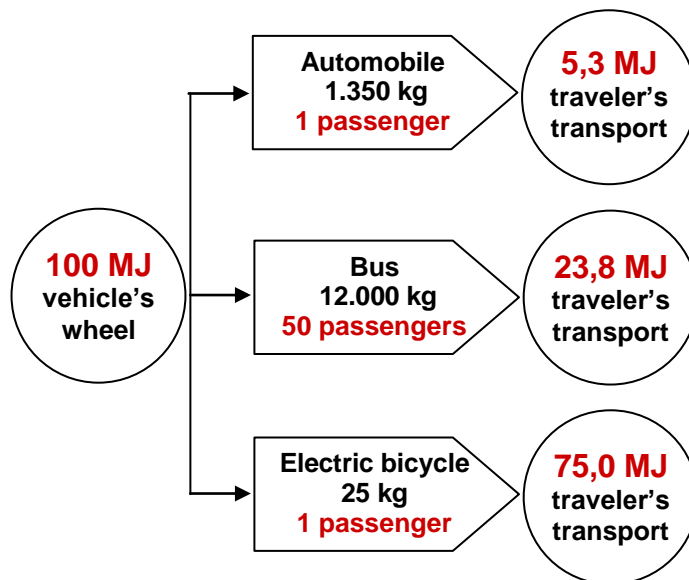 Automobile
1.350 kg
1 passenger
5,3 MJ
traveler's
transport
100 MJ
vehicle's
wheel
Bus
12.000 kg
50 passengers
23,8 MJ
traveler's
transport
Electric bicycle
25 kg
1 passenger
75,0 MJ
traveler's
transport